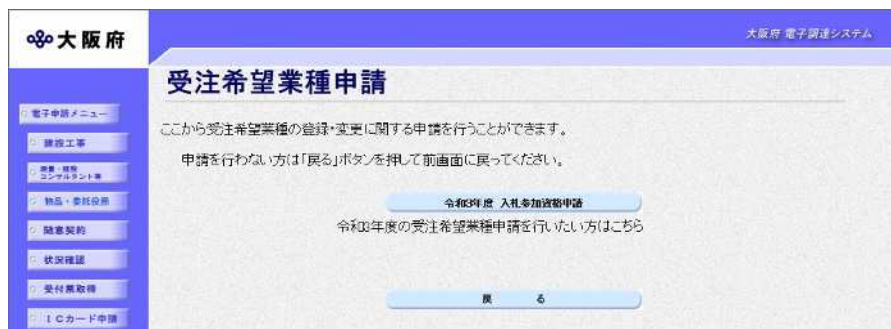 大阪府
大阪府 電子調達システム
受注希望業種申請
電子申請メニュー
建設工事
測量・建設
コンサルタント等
物品・委託役務
随意契約
状況確認
受付票取得
ICカード申請
ここから受注希望業種の登録・変更に関する申請を行うことができます。
申請を行わない方は「戻る」ボタンを押して前画面に戻ってください。
令和3年度 入札参加資格申請
令和3年度の受注希望業種申請を行いたい方はこちら
戻 る